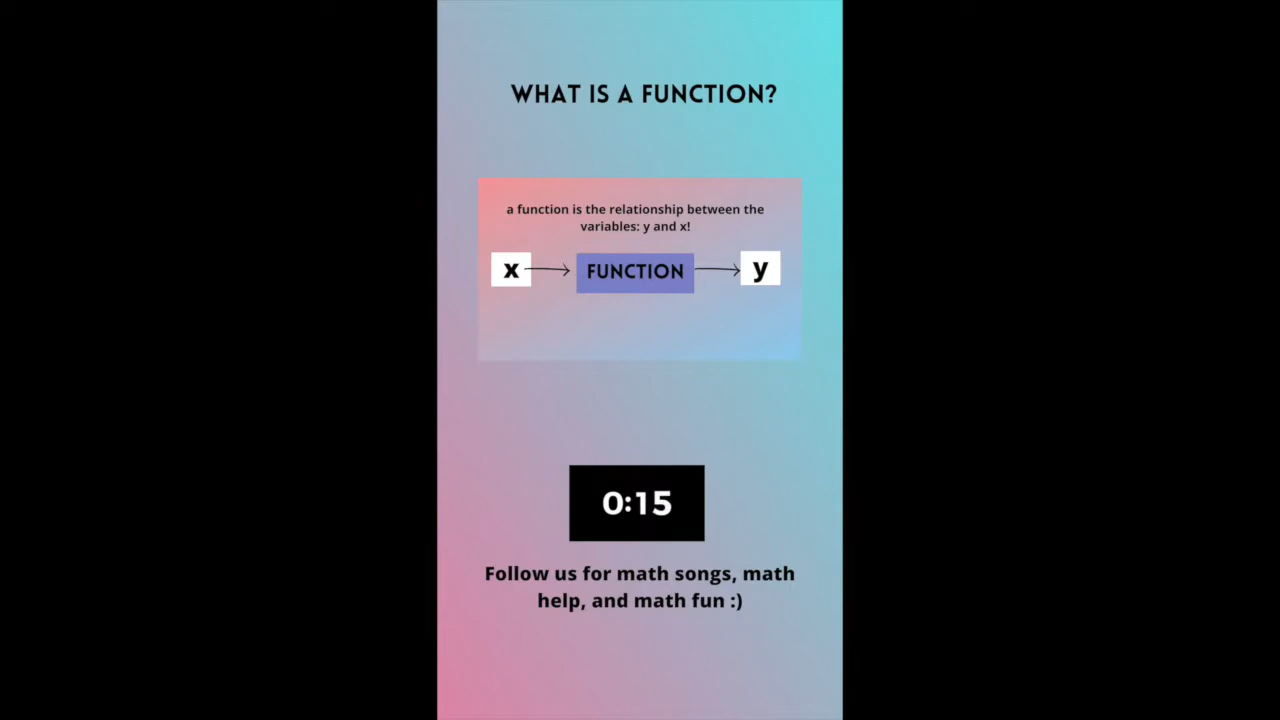 WHAT IS A FUNCTION?
a function is the relationship between the
variables: y and x!
x
FUNCTION
y
0:15
Follow us for math songs, math
help, and math fun :)